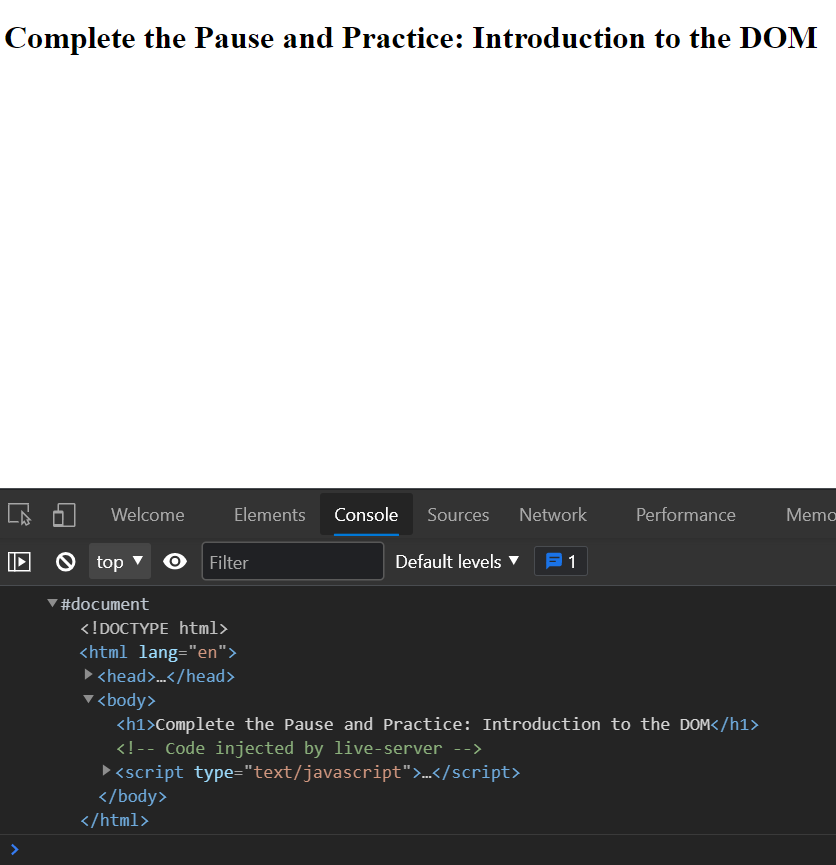 Complete the Pause and Practice: Introduction to the DOM
Welcome Elements Console Sources Network Performance Memo
top ▼ Filter Default levels ▼ 1
▼#document
<!DOCTYPE html>
<html lang="en">
▶<head>…</head>
▼<body>
<h1>Complete the Pause and Practice: Introduction to the DOM</h1>
<!-- Code injected by live-server -->
▶<script type="text/javascript">…</script>
</body>
</html>
>